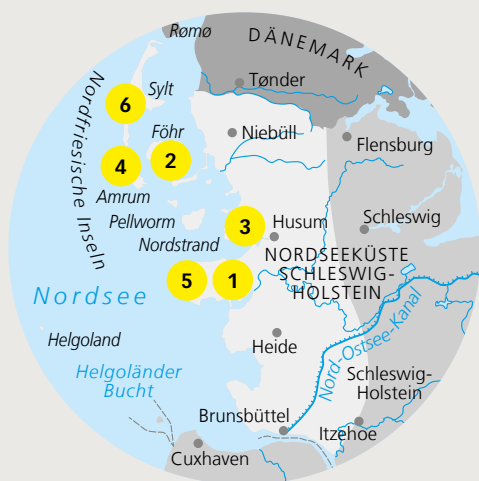 Rømø
DÄNEMARK
Tønder
Nordfriesische Inseln
6
Sylt
Föhr
Niebüll
Flensburg
4
2
Amrum
Pellworm
3
Husum
Schleswig
Nordstrand
NORDSEEKÜSTE
SCHLESWIG-
HOLSTEIN
5
1
Nordsee
Nord-Ostsee-Kanal
Helgoland
Heide
Helgoländer
Bucht
Schleswig-
Holstein
Brunsbüttel
Itzehoe
Cuxhaven